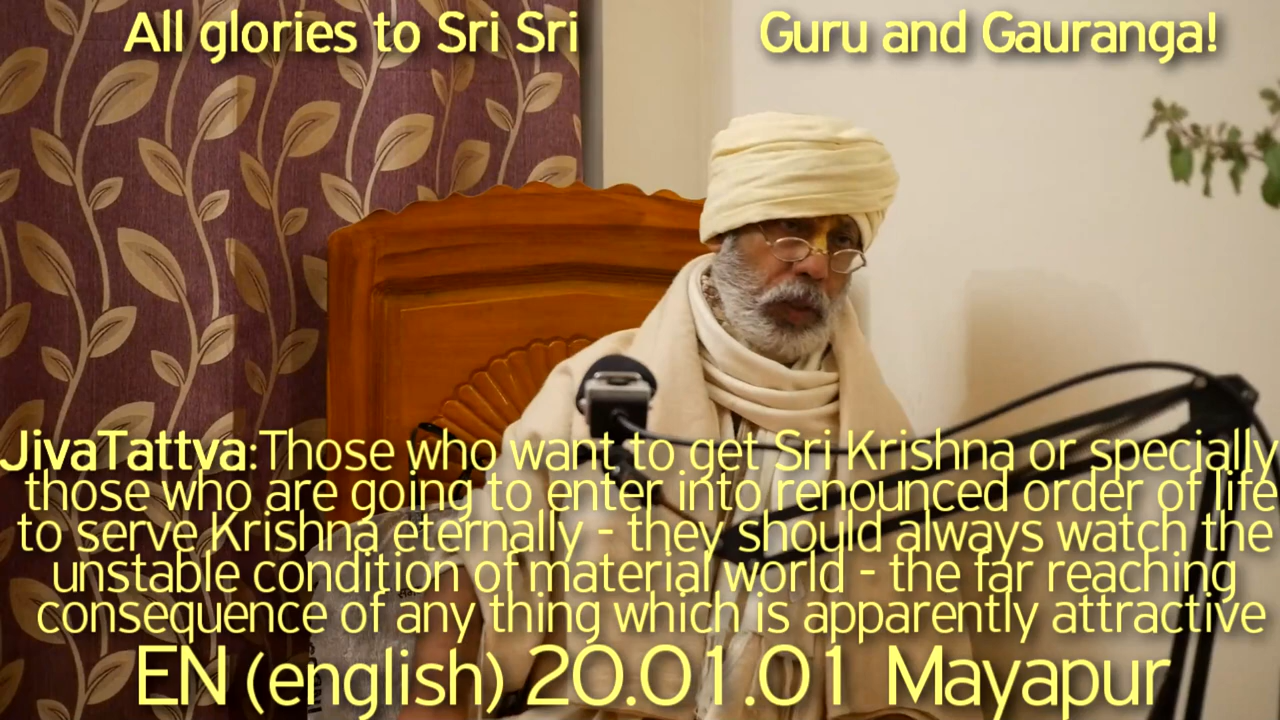 All glories to Sri Sri Guru and Gauranga!
JivaTattva:Those who want to get Sri Krishna or specially
those who are going to enter into renounced order of life
to serve Krishna eternally - they should always watch the
unstable condition of material world - the far reaching
consequence of any thing which is apparently attractive
EN (english) 20.01.01 Mayapur